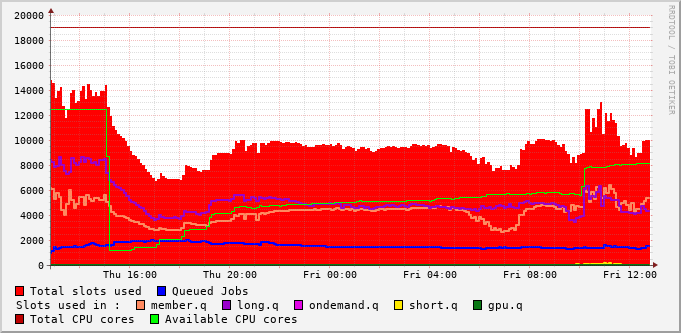 20000
18000
16000
14000
12000
10000
8000
6000
4000
2000
0
Thu 16:00 Thu 20:00 Fri 00:00 Fri 04:00 Fri 08:00 Fri 12:00
RRDTOOL / TOBI OETIKER
Total slots used Queued Jobs
Slots used in : member.q long.q ondemand.q short.q gpu.q
Total CPU cores Available CPU cores